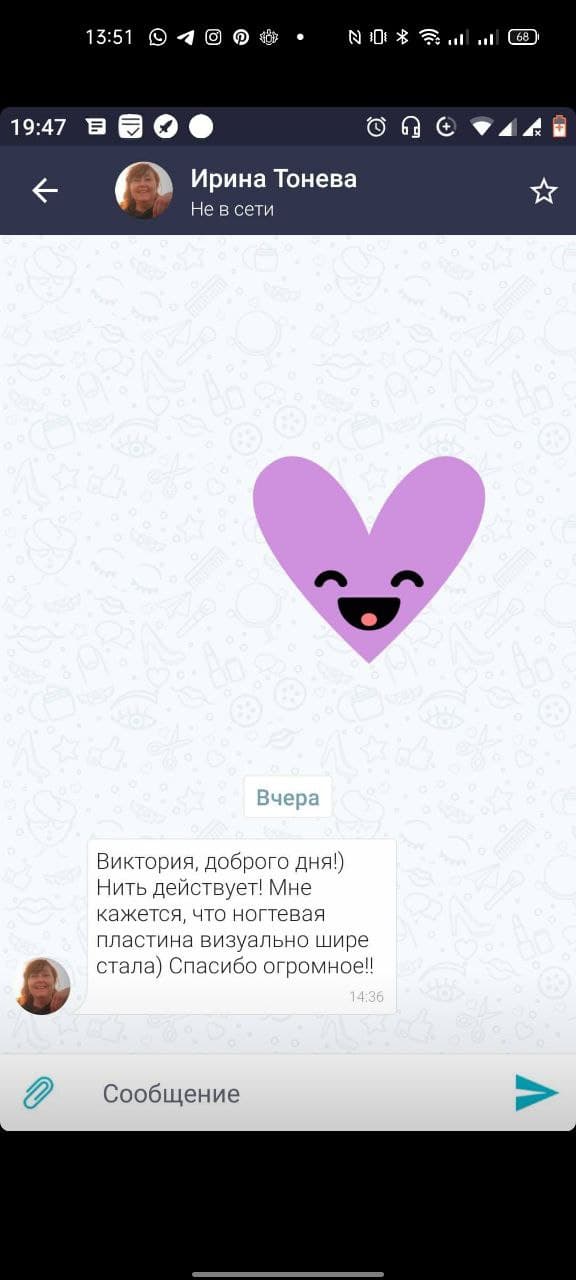 13:51
68
19:47
Ирина Тонева
Не в сети
Вчера
Виктория, доброго дня!)
Нить действует! Мне
кажется, что ногтевая
пластина визуально шире
стала) Спасибо огромное!!
14:36
Сообщение